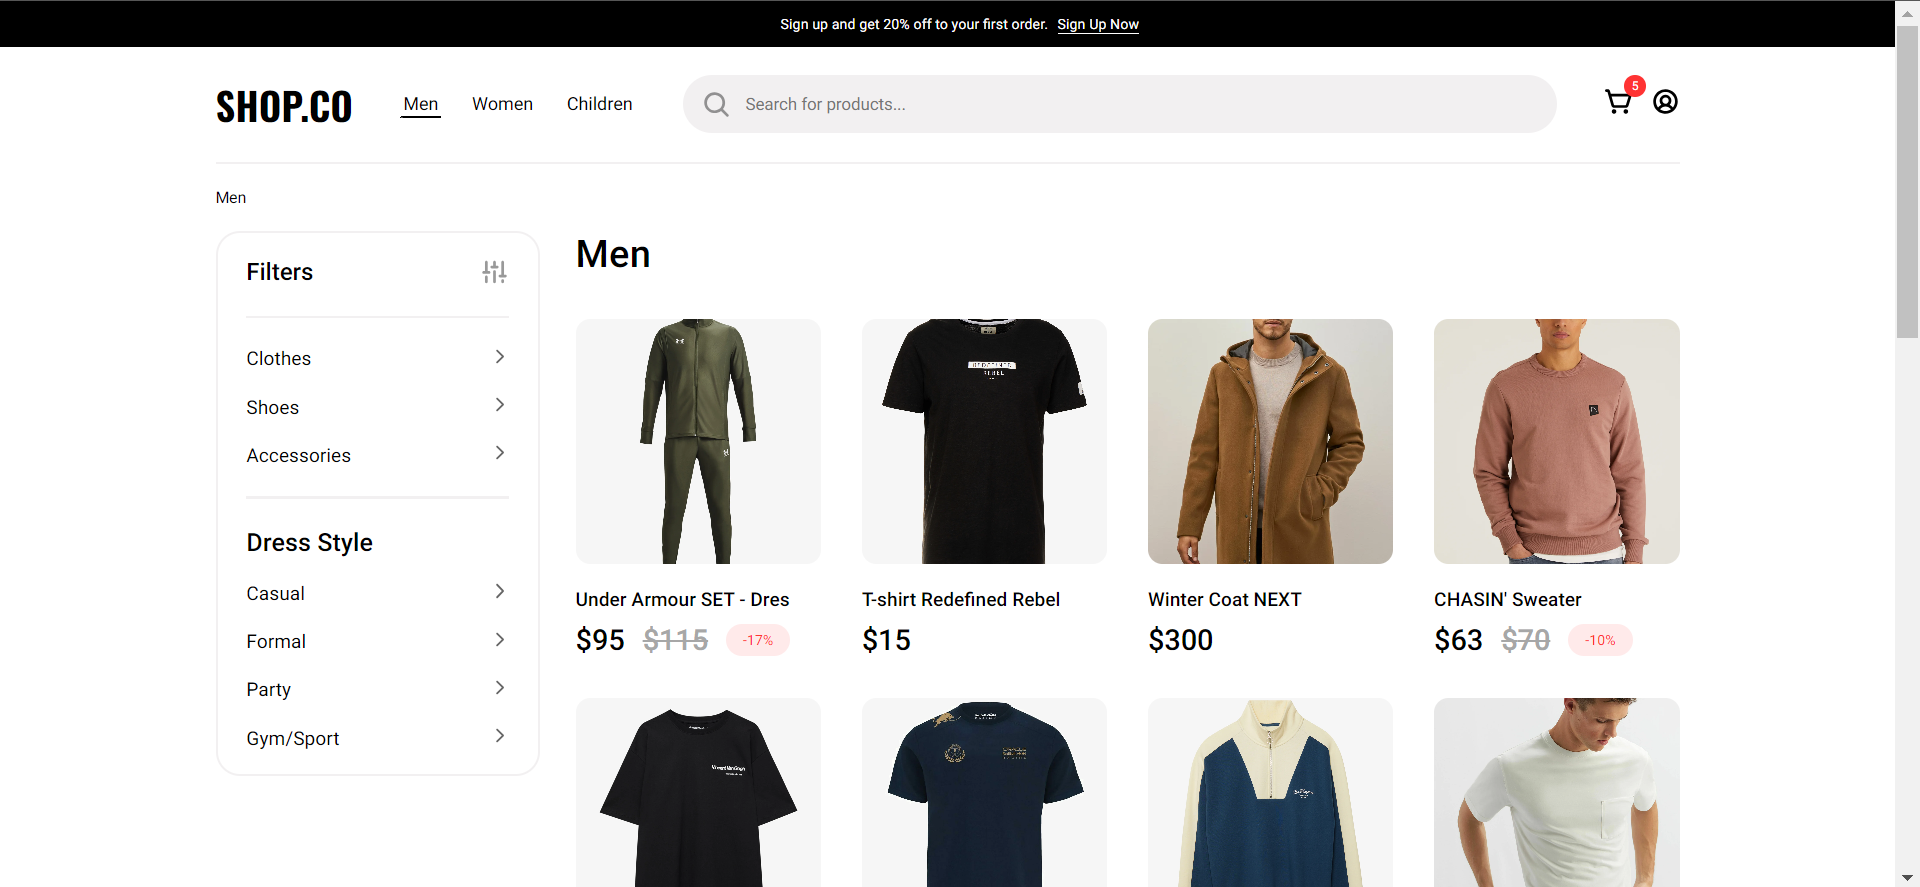 Sign up and get 20% off to your first order. Sign Up Now
SHOP.CO
Men
Women
Children
Search for products...
5
Men
Filters
Clothes
Shoes
Accessories
Dress Style
Casual
Formal
Party
Gym/Sport
Men
REBEL
Under Armour SET - Dres
$95 $115 -17%
T-shirt Redefined Rebel
$15
Winter Coat NEXT
$300
CHASIN' Sweater
$63 $70 -10%